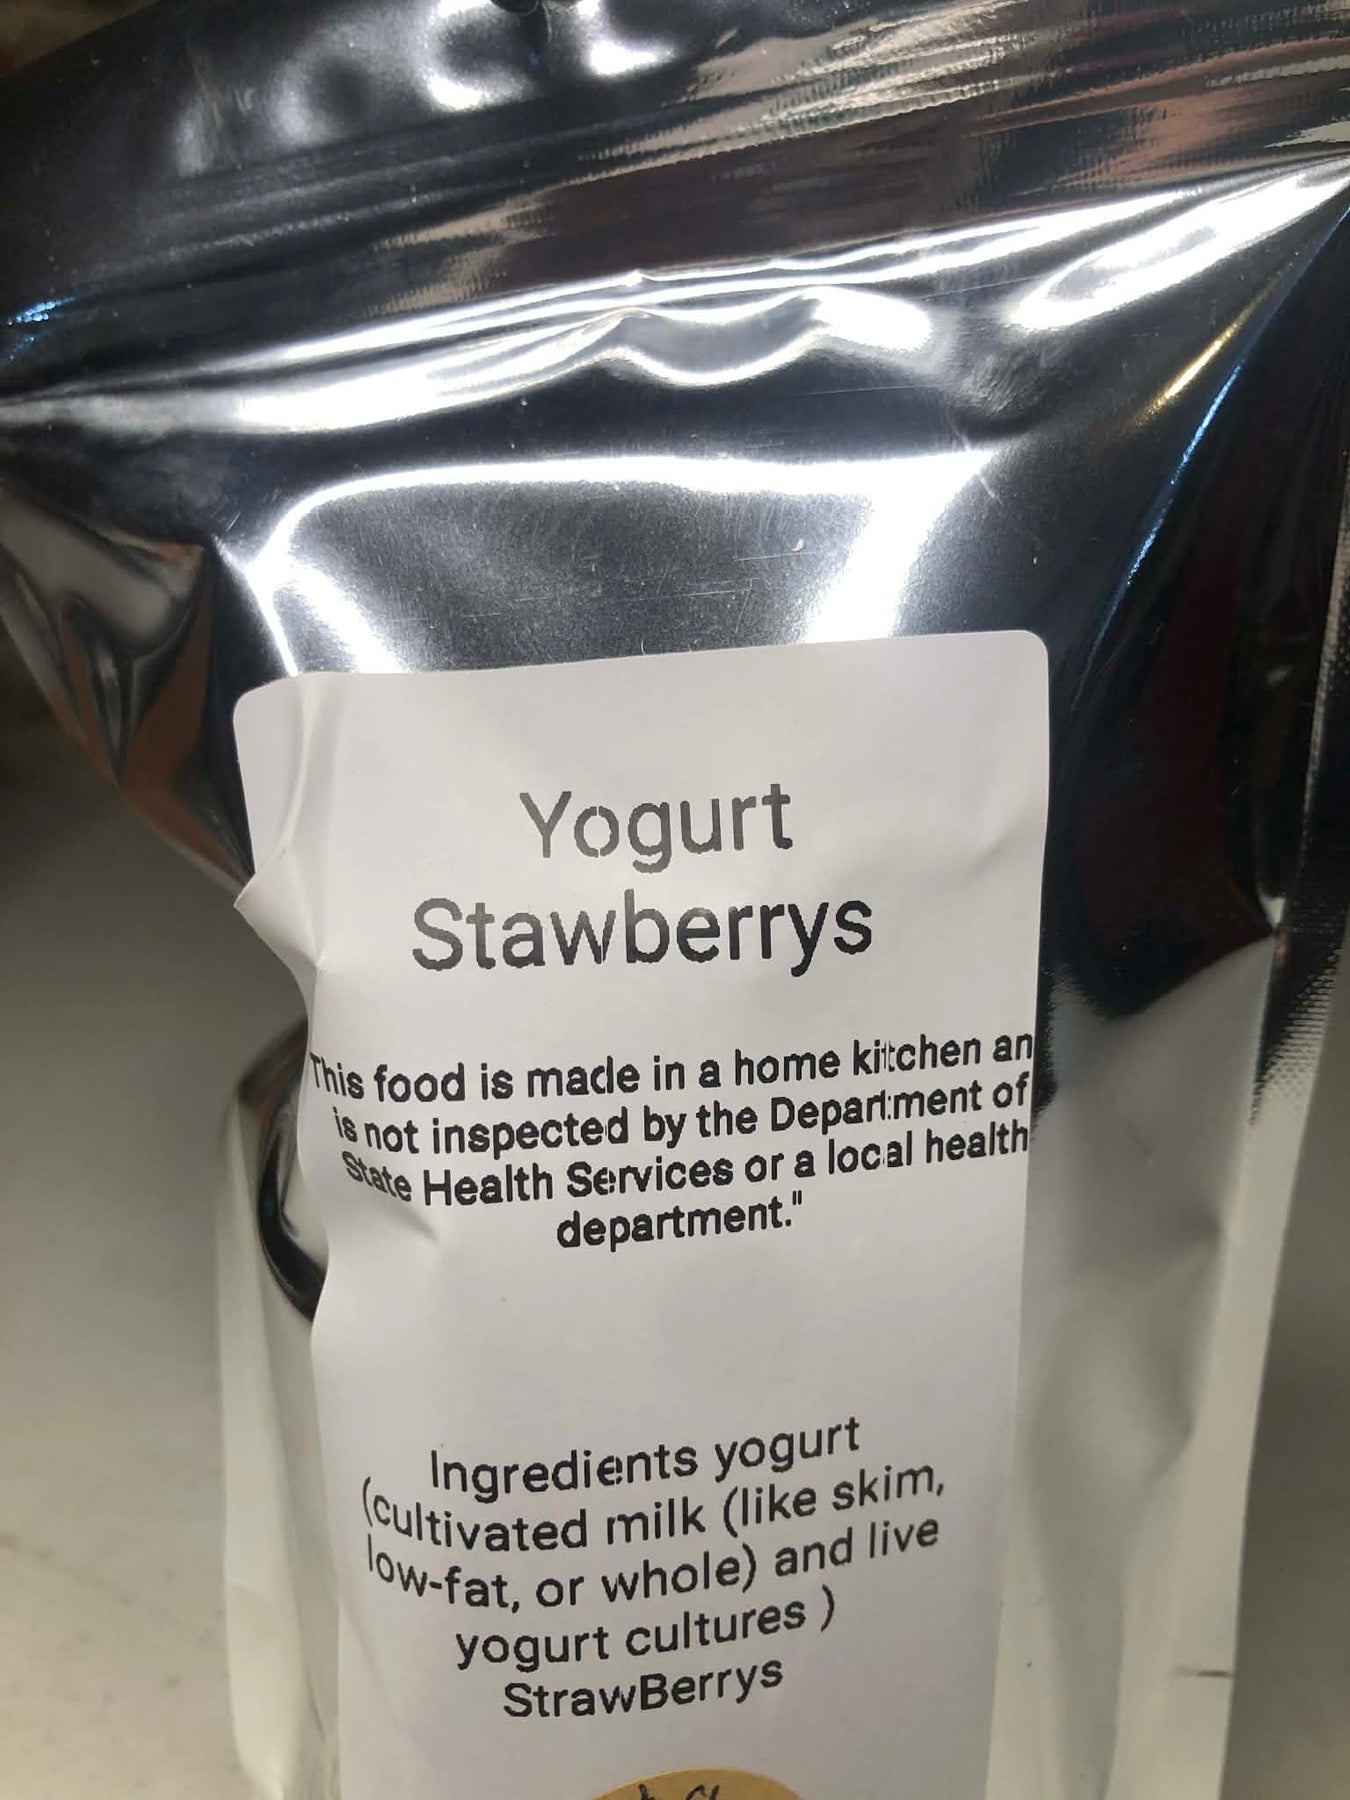 Yogurt
Stawberrys
This food is made in a home kitchen an
is not inspected by the Department of
State Health Services or a local health
department."
Ingredients yogurt
(cultivated milk (like skim,
low-fat, or whole) and live
yogurt cultures )
StrawBerrys